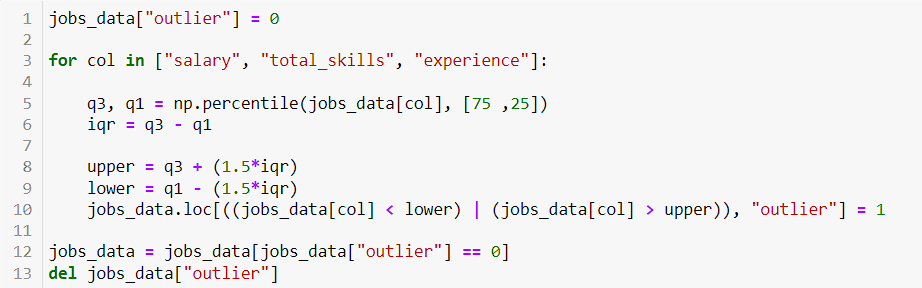 1 jobs_data["outlier"] = 0
2
3 for col in ["salary", "total_skills", "experience"]:
4
5     q3, q1 = np.percentile(jobs_data[col], [75 ,25])
6     iqr = q3 - q1
7
8     upper = q3 + (1.5*iqr)
9     lower = q1 - (1.5*iqr)
10     jobs_data.loc[((jobs_data[col] < lower) | (jobs_data[col] > upper)), "outlier"] = 1
11
12 jobs_data = jobs_data[jobs_data["outlier"] == 0]
13 del jobs_data["outlier"]